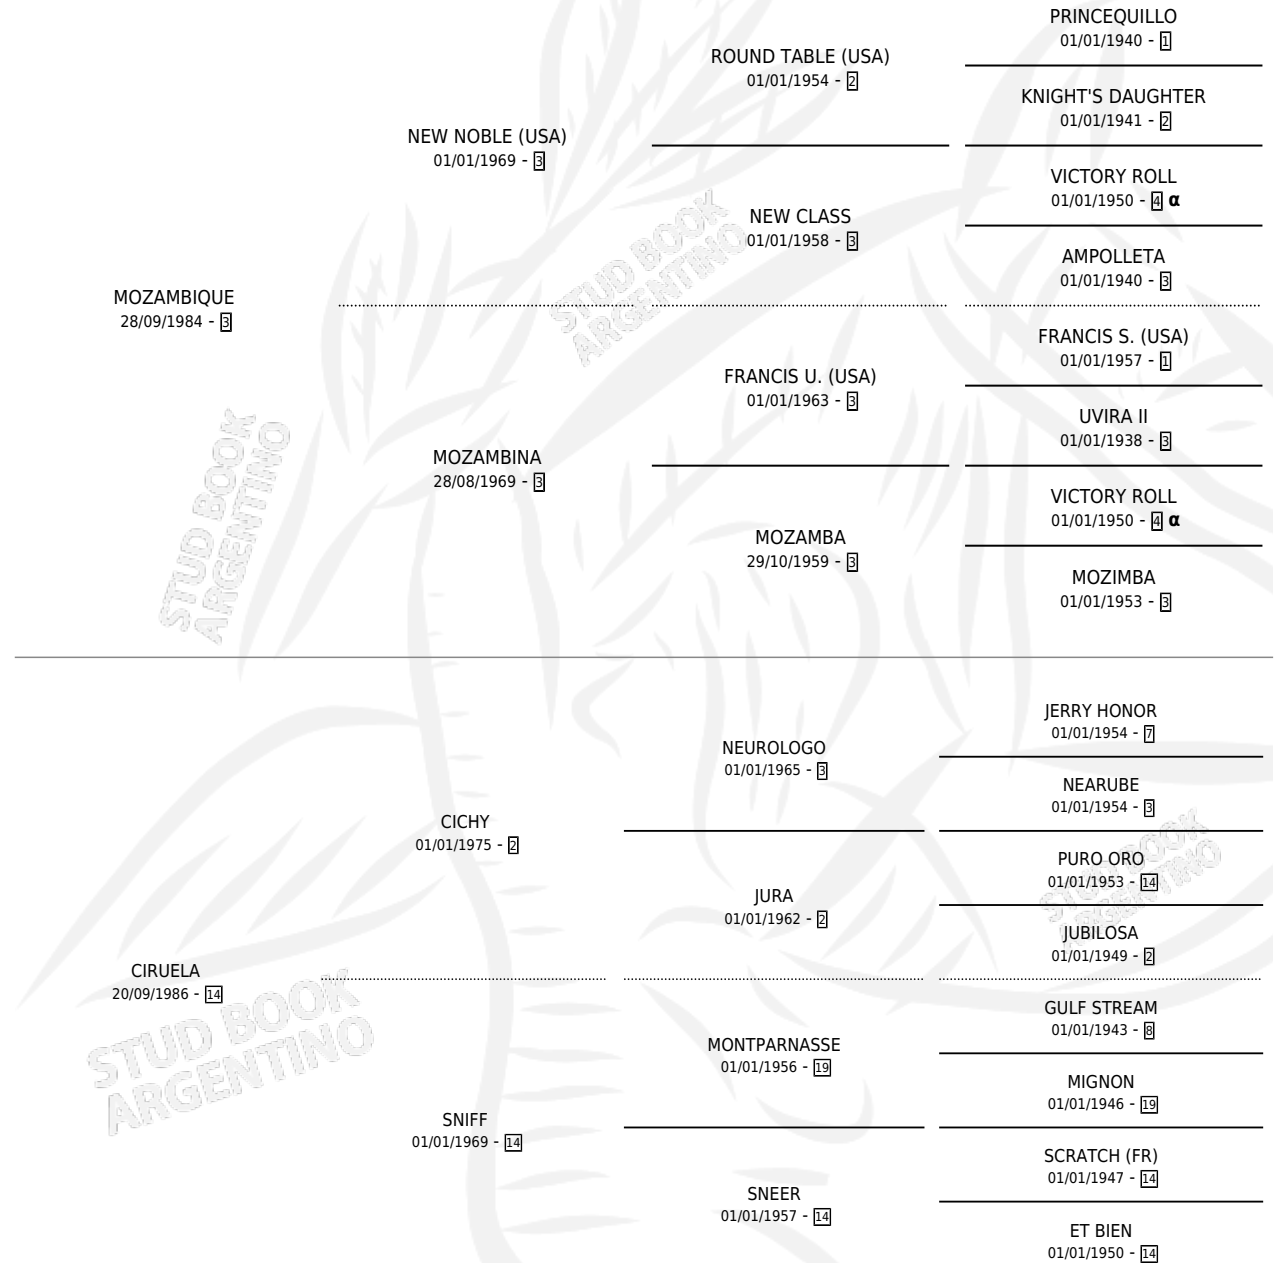 PRINCEQUILLO
01/01/1940 - 1
ROUND TABLE (USA)
01/01/1954 - 2
KNIGHT'S DAUGHTER
01/01/1941 - 2
NEW NOBLE (USA)
01/01/1969 - 3
VICTORY ROLL
01/01/1950 - 4 α
NEW CLASS
01/01/1958 - 3
AMPOLLETA
01/01/1940 - 3
STUD BOOK
ARGENTINO
MOZAMBIQUE
28/09/1984 - 3
FRANCIS S. (USA)
01/01/1957 - 1
FRANCIS U. (USA)
01/01/1963 - 3
UVIRA II
01/01/1938 - 3
MOZAMBINA
28/08/1969 - 3
VICTORY ROLL
01/01/1950 - 4 α
MOZAMBA
29/10/1959 - 3
MOZIMBA
01/01/1953 - 3
STUD BOOK
ARGENTINO
JERRY HONOR
01/01/1954 - 7
NEUROLOGO
01/01/1965 - 3
NEARUBE
01/01/1954 - 3
CICHY
01/01/1975 - 2
PURO ORO
01/01/1953 - 14
JURA
01/01/1962 - 2
JUBILOSA
01/01/1949 - 2
STUD BOOK
ARGENTINO
CIRUELA
20/09/1986 - 14
GULF STREAM
01/01/1943 - 8
MONTPARNASSE
01/01/1956 - 19
MIGNON
01/01/1946 - 19
STUD BOOK
ARGENTINO
SNIFF
01/01/1969 - 14
SCRATCH (FR)
01/01/1947 - 14
SNEER
01/01/1957 - 14
ET BIEN
01/01/1950 - 14